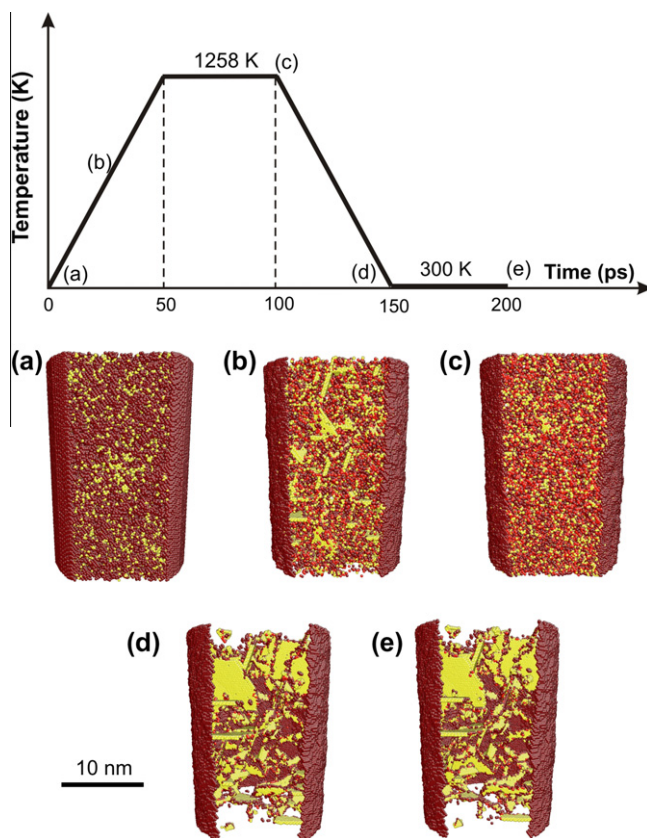 Temperature (K)
1258 K
(c)
(b)
(a)
(d)
300 K
(e)
Time (ps)
0
50
100
150
200
(a)
(b)
(c)
(d)
(e)
10 nm